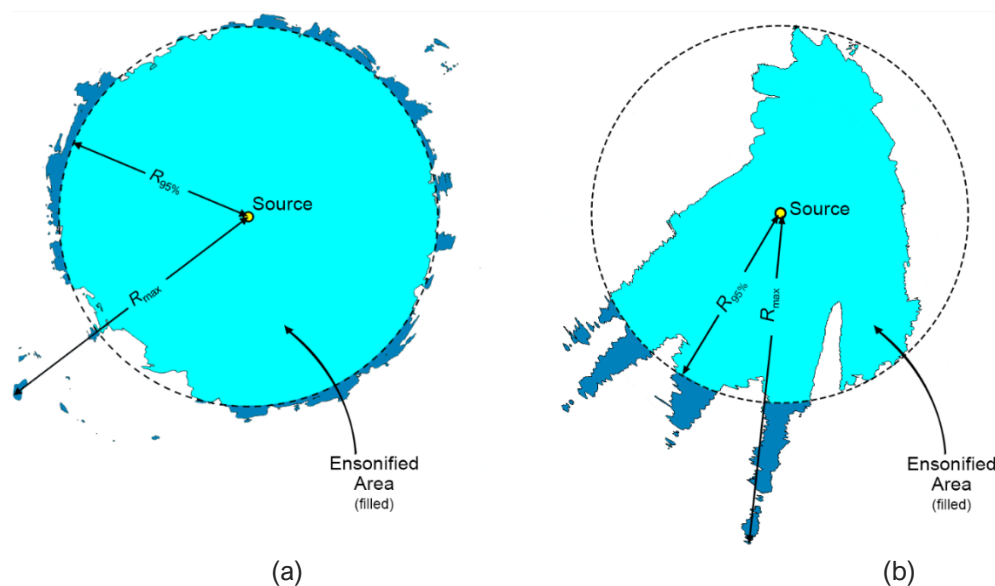 R95%
Source
Rmax
Ensonified
Area
(filled)
(a)
Source
R95%
Rmax
Ensonified
Area
(filled)
(b)